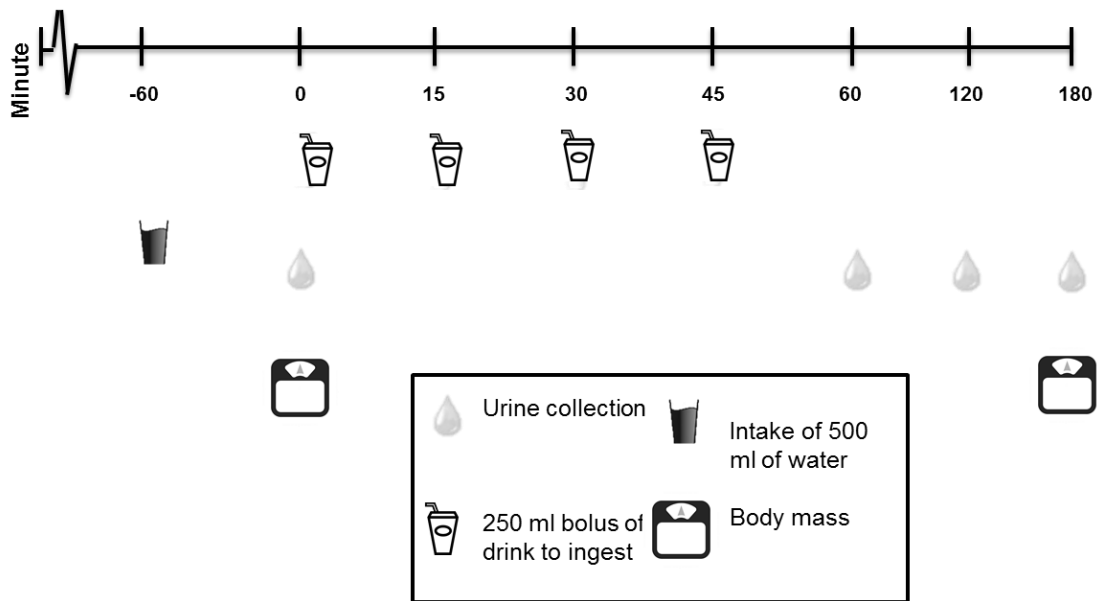 Minute
-60
0
15
30
45
60
120
180
Urine collection
Intake of 500
ml of water
250 ml bolus of
drink to ingest
Body mass